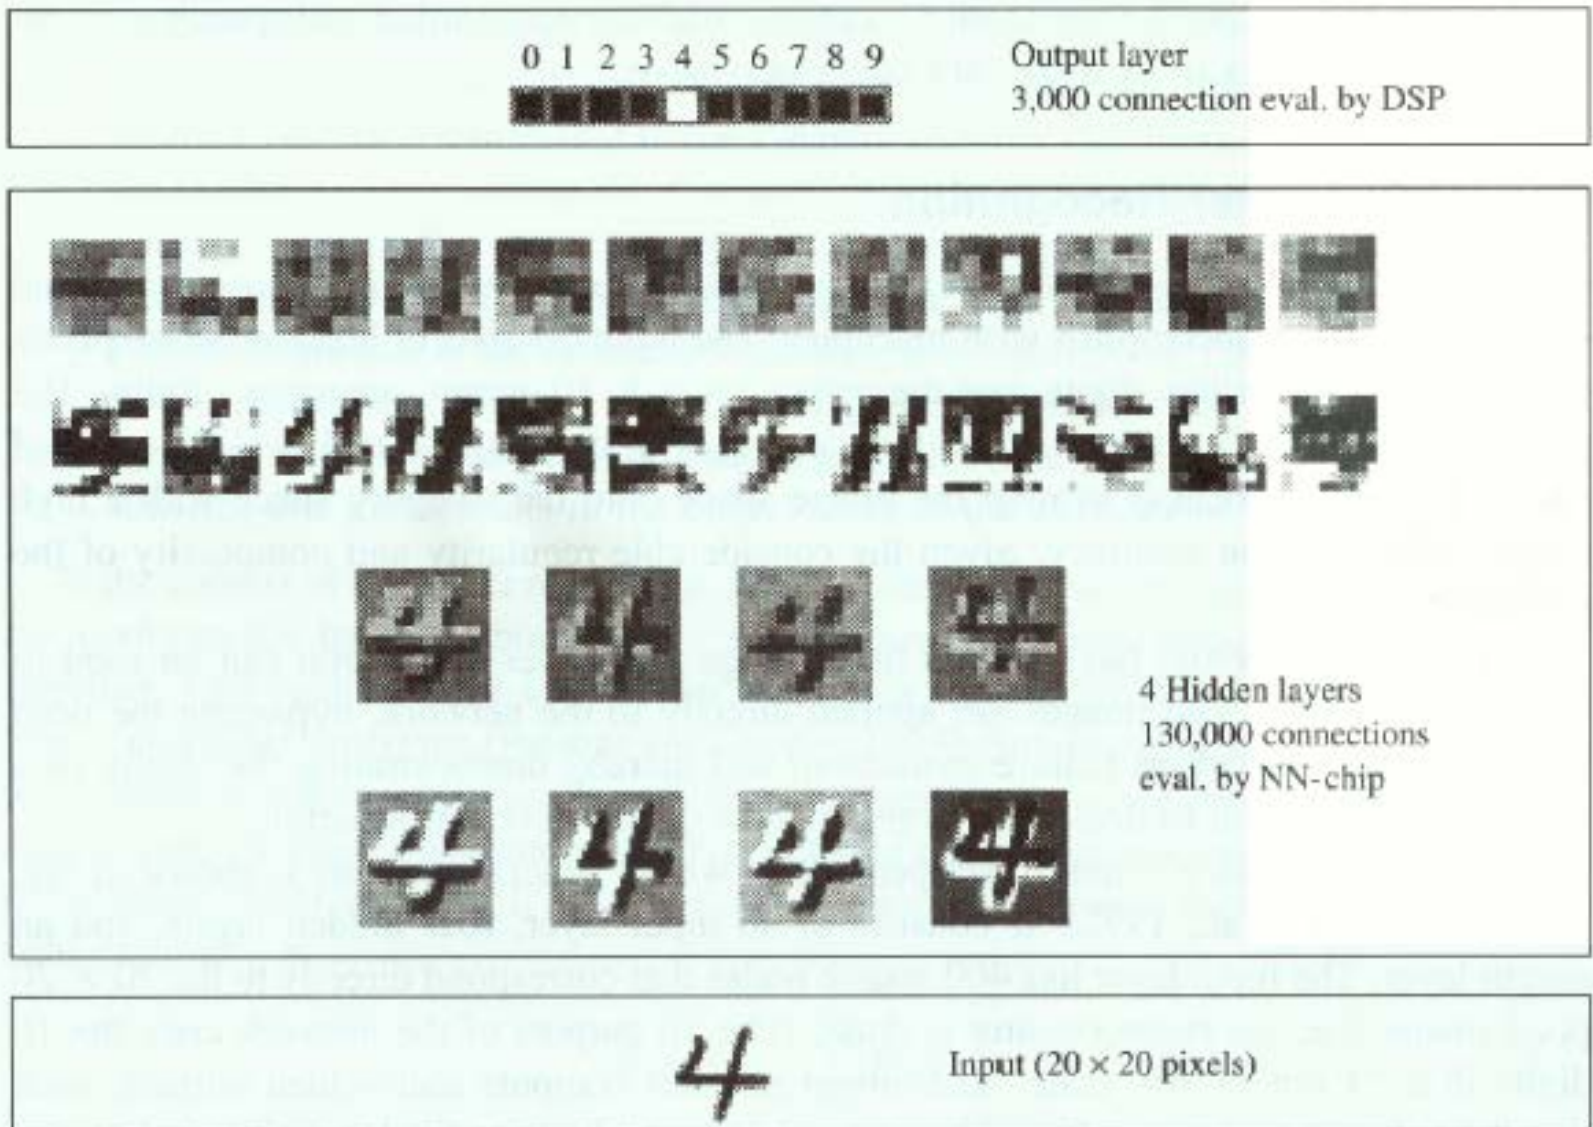 0 1 2 3 4 5 6 7 8 9
Output layer
3,000 connection eval. by DSP
4 Hidden layers
130,000 connections
eval. by NN-chip
4
Input (20 × 20 pixels)